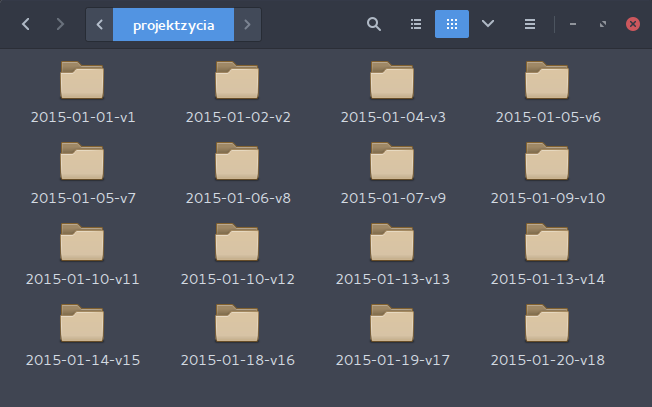 projektzycia
2015-01-01-v1 2015-01-02-v2 2015-01-04-v3 2015-01-05-v6
2015-01-05-v7 2015-01-06-v8 2015-01-07-v9 2015-01-09-v10
2015-01-10-v11 2015-01-10-v12 2015-01-13-v13 2015-01-13-v14
2015-01-14-v15 2015-01-18-v16 2015-01-19-v17 2015-01-20-v18